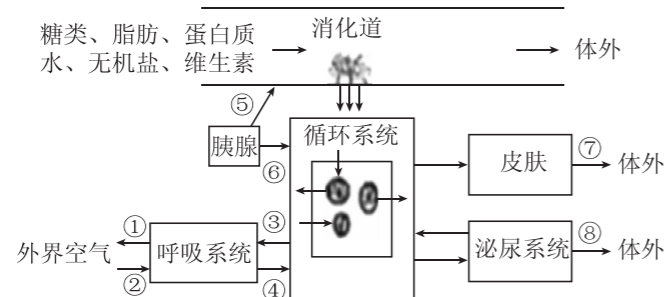 糖类、脂肪、蛋白质
水、无机盐、维生素
消化道
体外
⑤
胰腺
⑥
循环系统
皮肤
⑦
体外
①
外界空气
②
呼吸系统
③
④
泌尿系统
⑧
体外